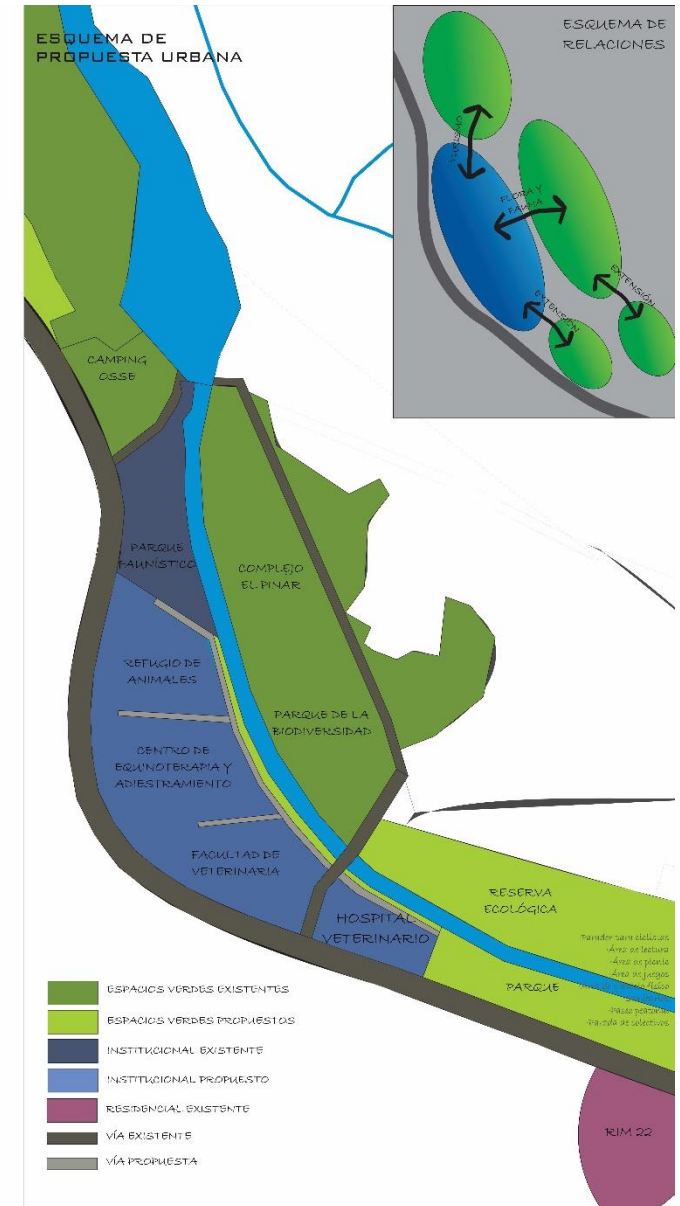 ESQUEMA DE
PROPUESTA URBANA
ESQUEMA DE
RELACIONES
FLORA Y
FAUNA
EXTENSIÓN
EXTENSIÓN
CAMPING
OSSE
PARQUE
FAUNÍSTICO
COMPLEJO
EL PINAR
REFUGIO DE
ANIMALES
PARQUE DE LA
BIODIVERSIDAD
CENTRO DE
EQUINOTERAPIA Y
ADIESTRAMIENTO
FACULTAD DE
VETERINARIA
HOSPITAL
VETERINARIO
RESERVA
ECOLÓGICA
PARQUE
Parador para ciclistas
Área de lectura
Área de picnic
Área de juegos
Paseo peatonal
Parada de colectivos
ESPACIOS VERDES EXISTENTES
ESPACIOS VERDES PROPUESTOS
INSTITUCIONAL EXISTENTE
INSTITUCIONAL PROPUESTO
RESIDENCIAL EXISTENTE
VÍA EXISTENTE
VÍA PROPUESTA
RIM 22